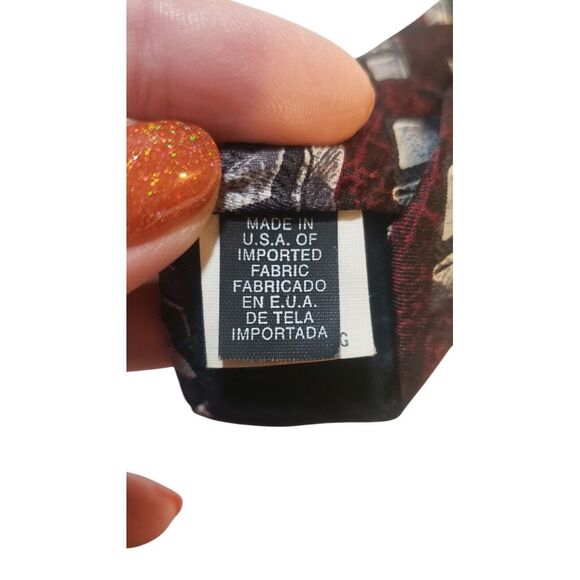 MADE IN
U.S.A. OF
IMPORTED
FABRIC
FABRICADO
EN E.U.A.
DE TELA
IMPORTADA
G